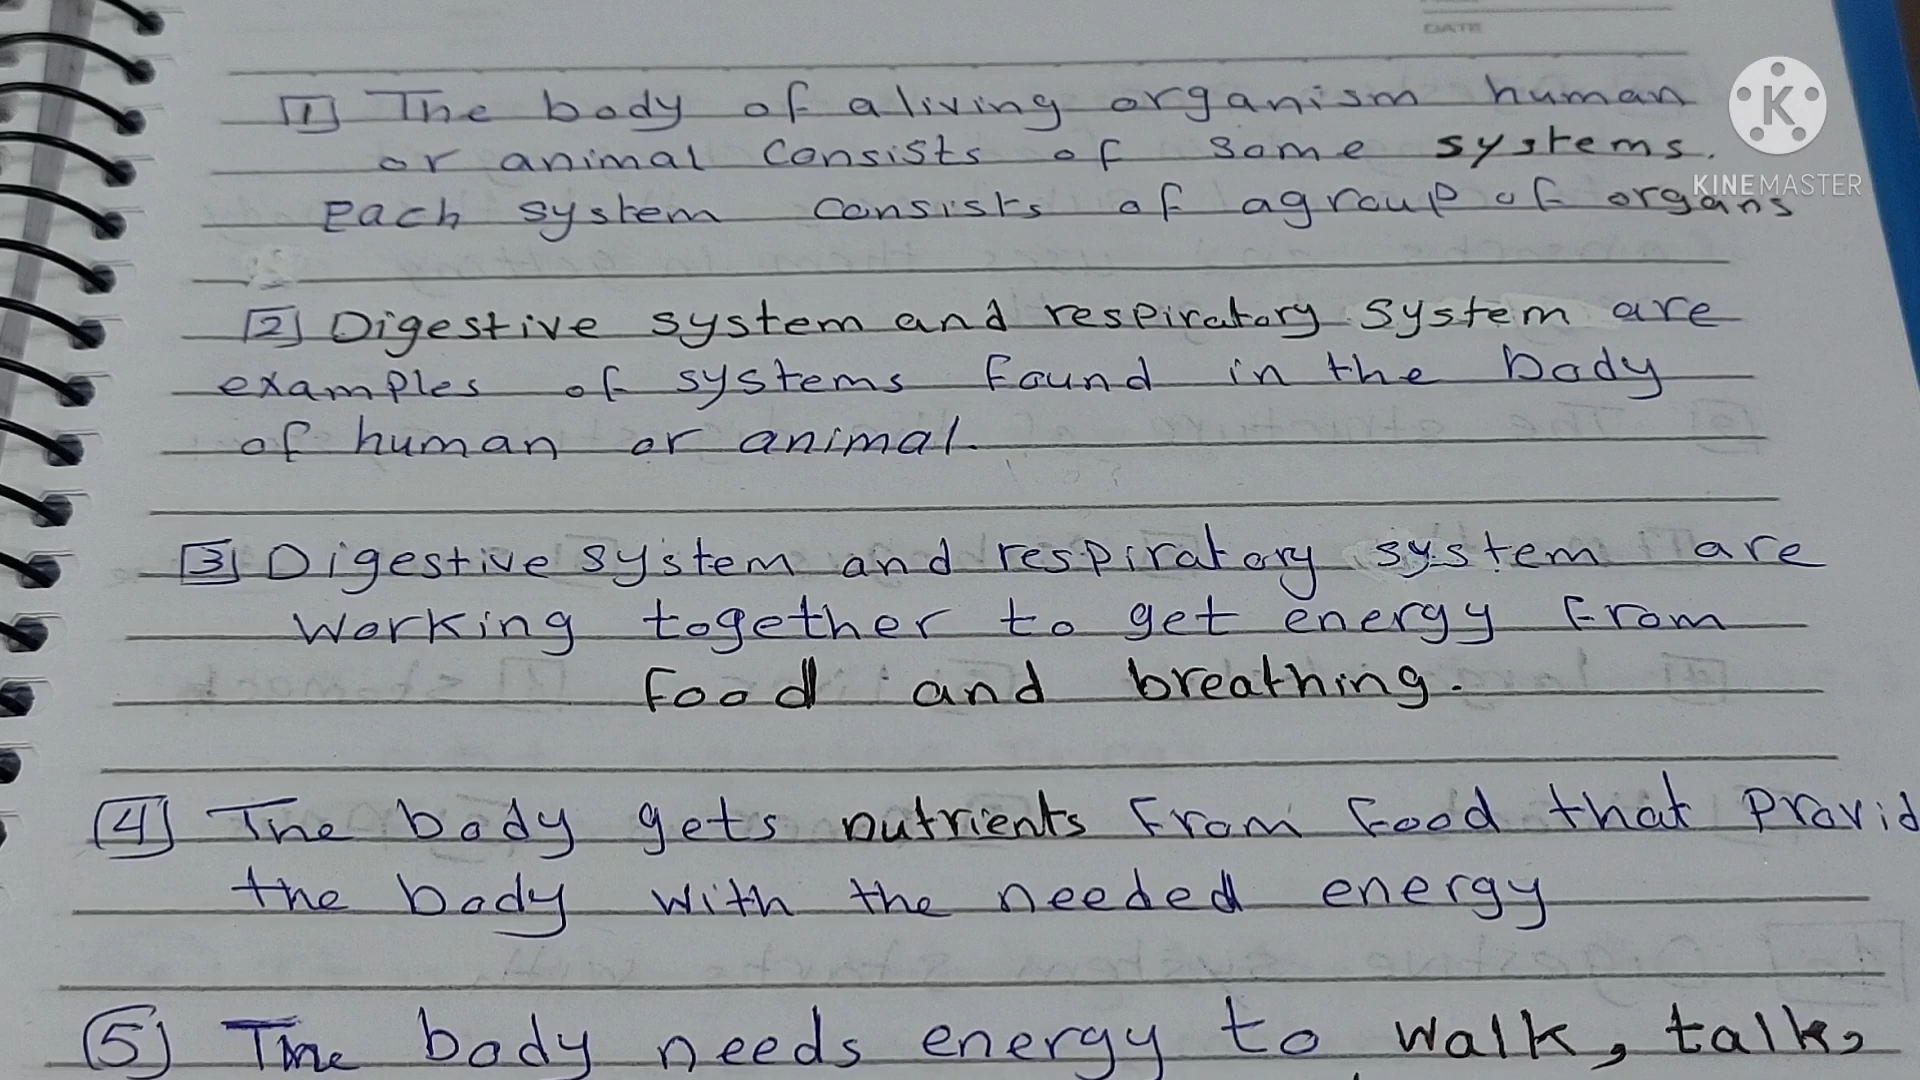 DATE
1 The body of a living organism human
or animal consists of some systems.
Each system consists of a group of organs
2 Digestive system and respiratory system are
examples of systems found in the body
of human or animal.
3 Digestive system and respiratory system are
working together to get energy from
food and breathing.
4 The body gets nutrients from food that provid
the body with the needed energy
5 The body needs energy to walk, talk,
K
KINEMASTER